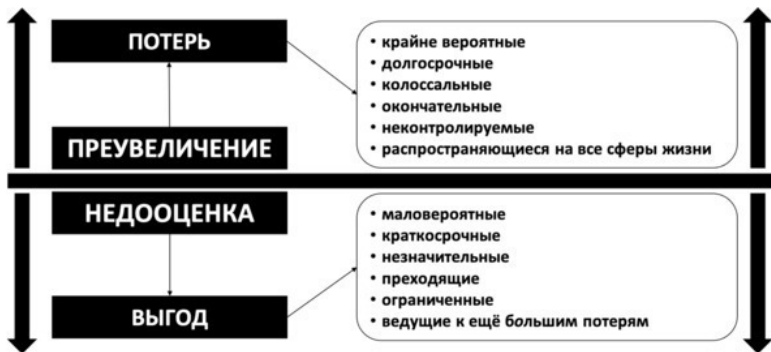 ПОТЕРЬ
• крайне вероятные
• долгосрочные
• колоссальные
• окончательные
• неконтролируемые
• распространяющиеся на все сферы жизни
ПРЕУВЕЛИЧЕНИЕ
НЕДООЦЕНКА
• маловероятные
• краткосрочные
• незначительные
• преходящие
• ограниченные
• ведущие к ещё большим потерям
ВЫГОД